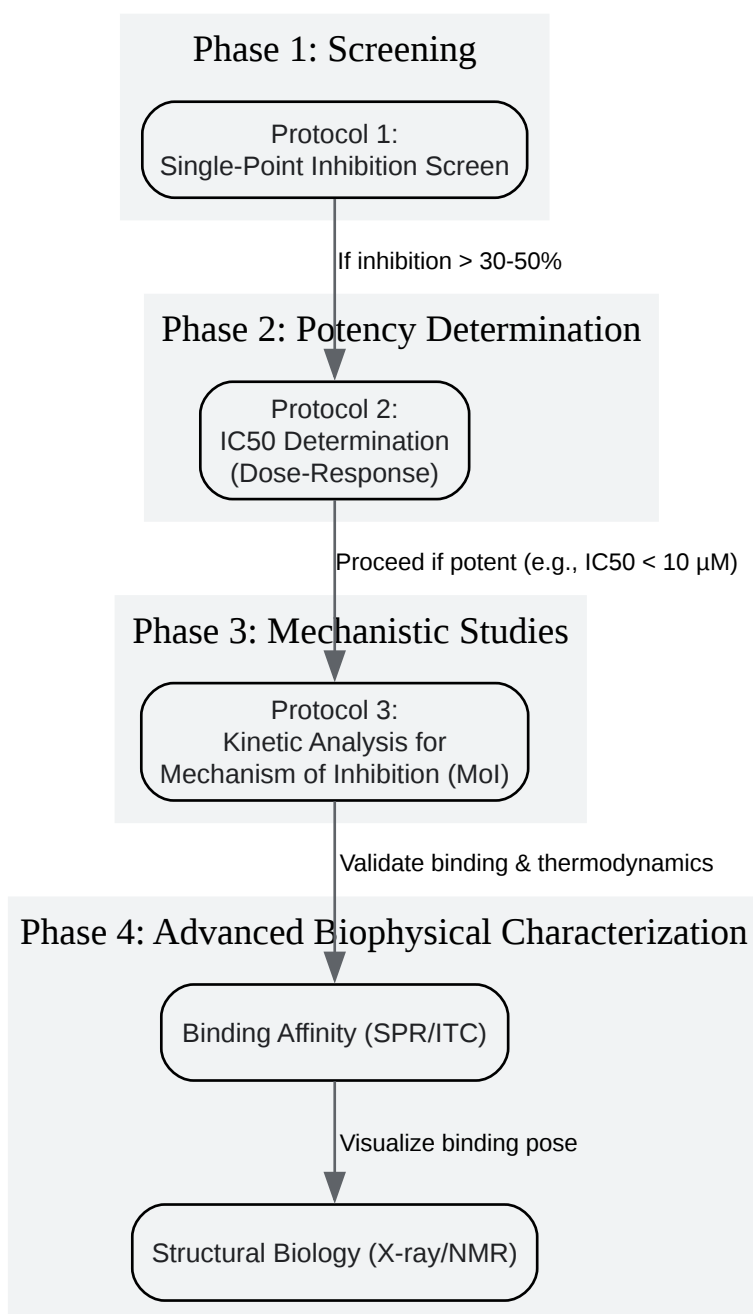 Phase 1: Screening
Protocol 1:
Single-Point Inhibition Screen
If inhibition > 30-50%
Phase 2: Potency Determination
Protocol 2:
IC50 Determination
(Dose-Response)
Proceed if potent (e.g., IC50 < 10 µM)
Phase 3: Mechanistic Studies
Protocol 3:
Kinetic Analysis for
Mechanism of Inhibition (MoI)
Validate binding & thermodynamics
Phase 4: Advanced Biophysical Characterization
Binding Affinity (SPR/ITC)
Visualize binding pose
Structural Biology (X-ray/NMR)